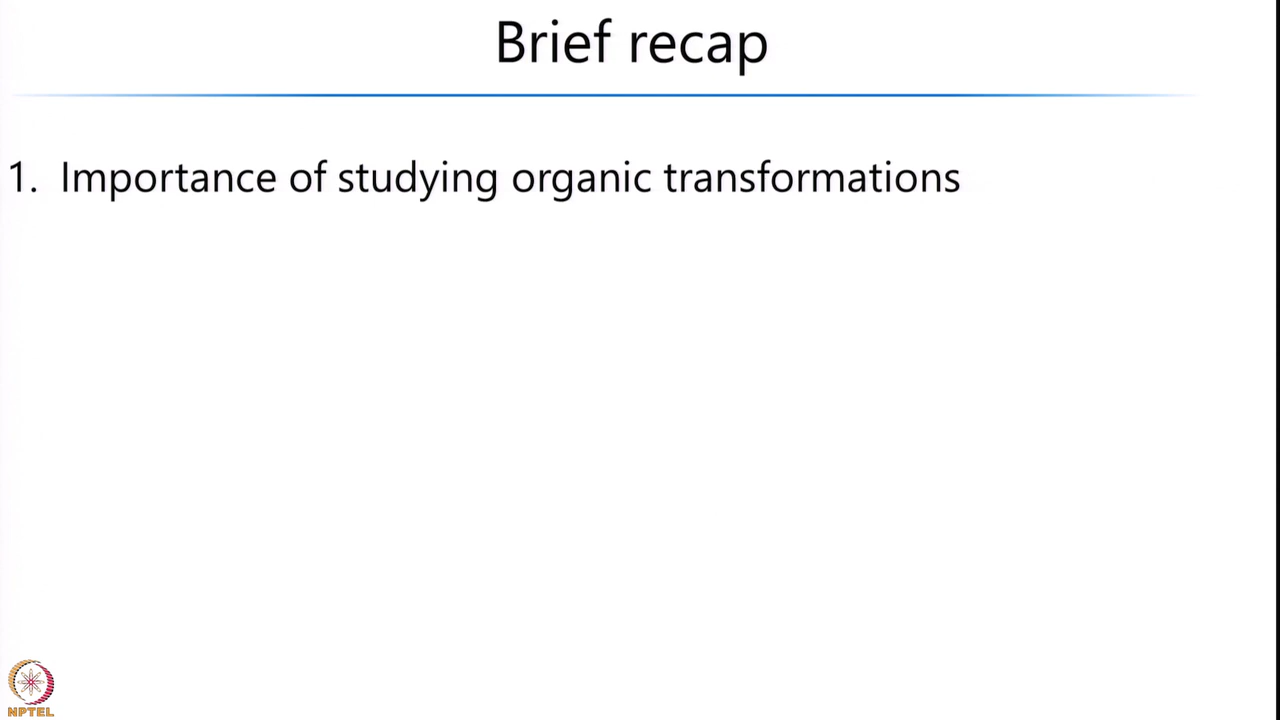 Brief recap
1. Importance of studying organic transformations
NPTEL